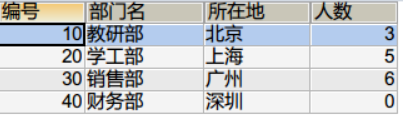 编号 部门名 所在地 人数
10 教研部 北京 3
20 学工部 上海 5
30 销售部 广州 6
40 财务部 深圳 0